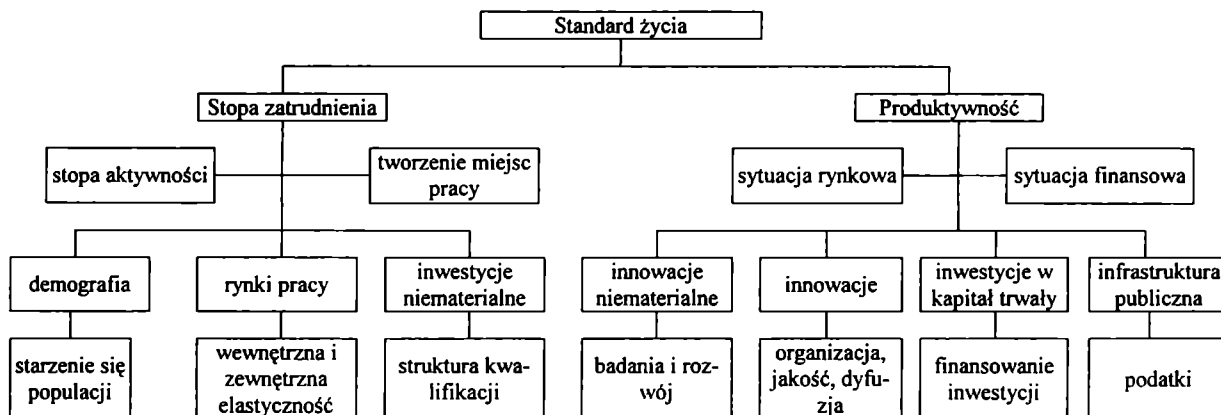 Standard życia
Stopa zatrudnienia
Produktywność
stopa aktywności
tworzenie miejsc
pracy
sytuacja rynkowa
sytuacja finansowa
demografia
rynki pracy
inwestycje
niematerialne
innowacje
niematerialne
innowacje
inwestycje w
kapitał trwały
infrastruktura
publiczna
starzenie się
populacji
wewnętrzna i
zewnętrzna
elastyczność
struktura kwa-
lifikacji
badania i roz-
wój
organizacja,
jakość, dyfu-
zja
finansowanie
inwestycji
podatki